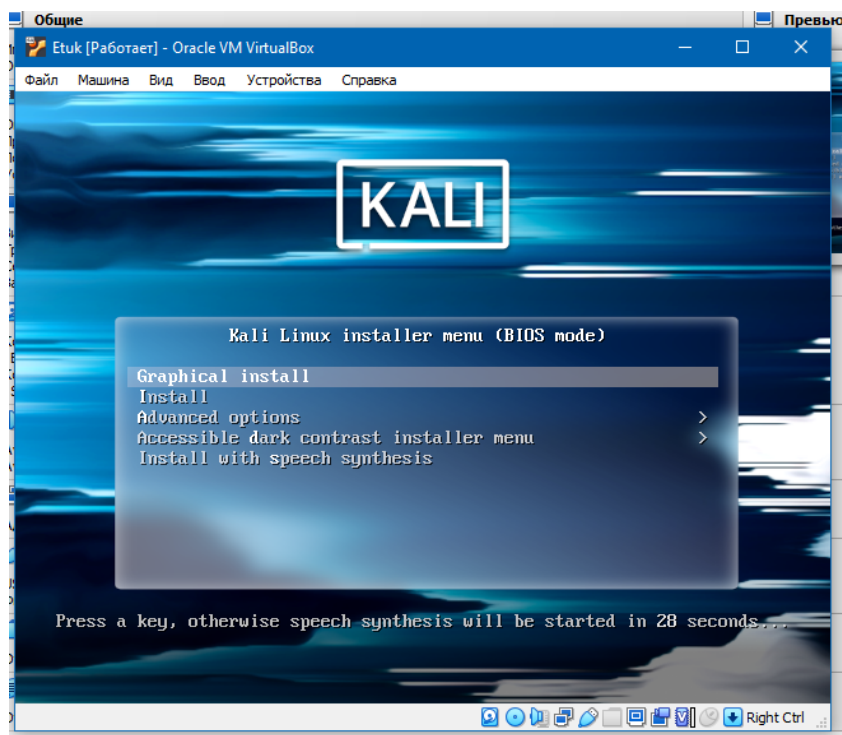 Общие
Превью
Etuk [Работает] - Oracle VM VirtualBox
Файл Машина Вид Ввод Устройства Справка
KALI
Kali Linux installer menu (BIOS mode)
Graphical install
Install
Advanced options >
Accessible dark contrast installer menu >
Install with speech synthesis
Press a key, otherwise speech synthesis will be started in 28 seconds...
Right Ctrl